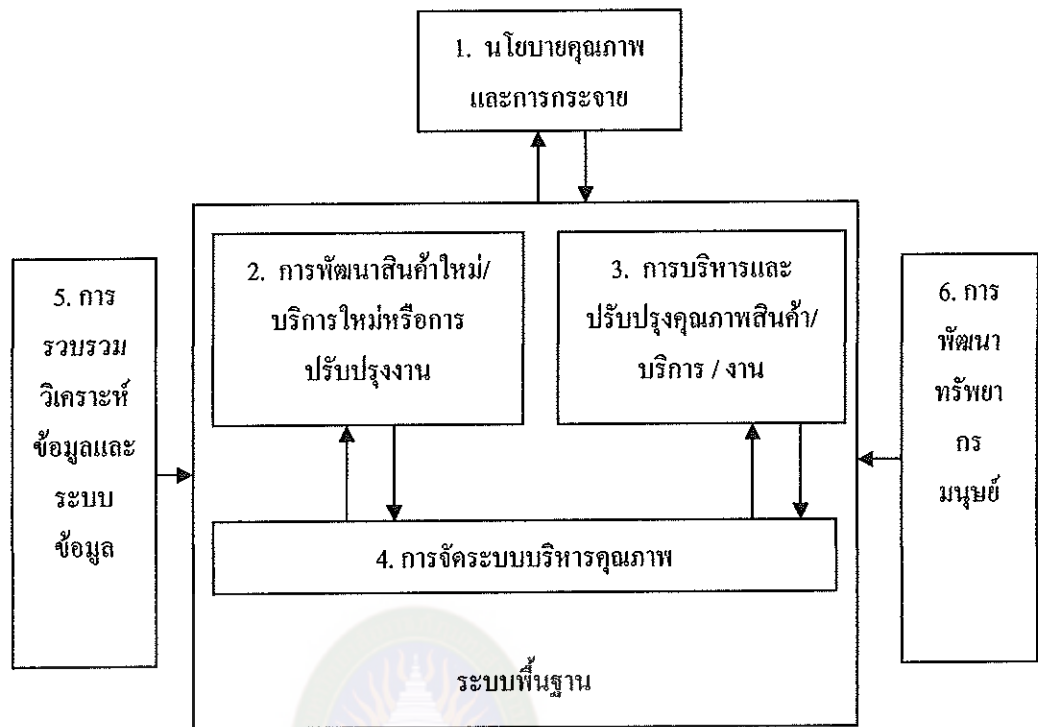 1. นโยบายคุณภาพ
และการกระจาย
2. การพัฒนาสินค้าใหม่/
บริการใหม่หรือการ
ปรับปรุงงาน
3. การบริหารและ
ปรับปรุงคุณภาพสินค้า/
บริการ / งาน
5. การ
รวบรวม
วิเคราะห์
ข้อมูลและ
ระบบ
ข้อมูล
6. การ
พัฒนา
ทรัพยา
กร
มนุษย์
4. การจัดระบบบริหารคุณภาพ
ระบบพื้นฐาน